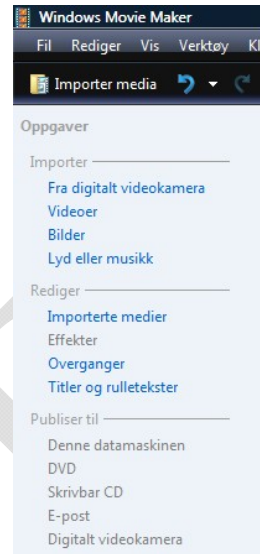 Windows Movie Maker
Fil Rediger Vis Verktøy
Importer media
Oppgaver
Importer
Fra digitalt videokamera
Videoer
Bilder
Lyd eller musikk
Rediger
Importerte medier
Effekter
Overganger
Titler og rulletekster
Publiser til
Denne datamaskinen
DVD
Skrivbar CD
E-post
Digitalt videokamera